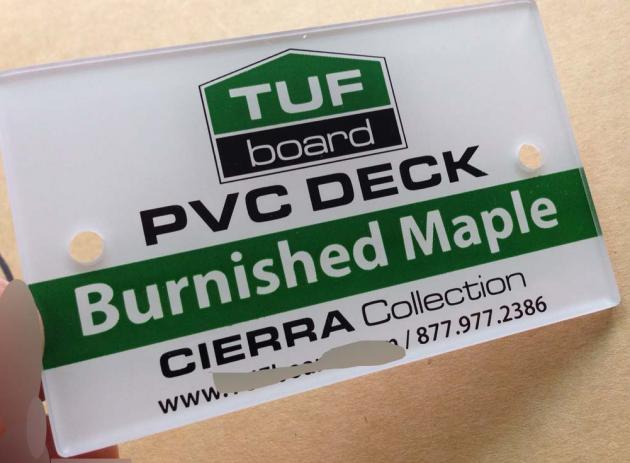 TUF
board
PVC DECK
Burnished Maple
CIERRA Collection
/ 877.977.2386